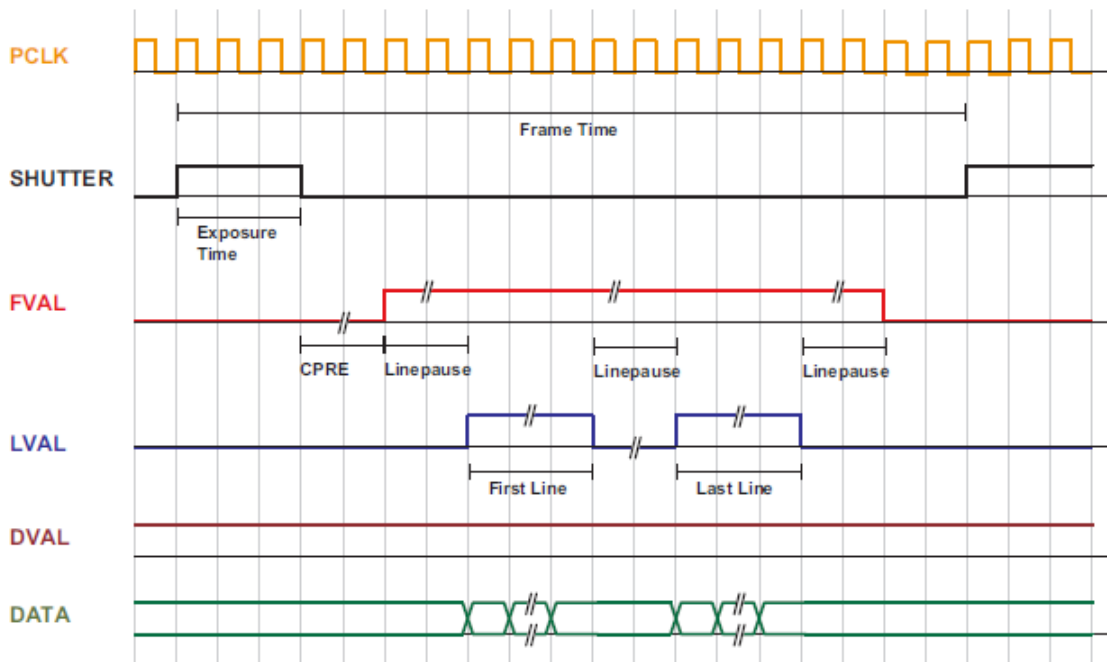 PCLK
Frame Time
SHUTTER
Exposure
Time
FVAL
CPRE
Linepause
Linepause
Linepause
LVAL
First Line
Last Line
DVAL
DATA